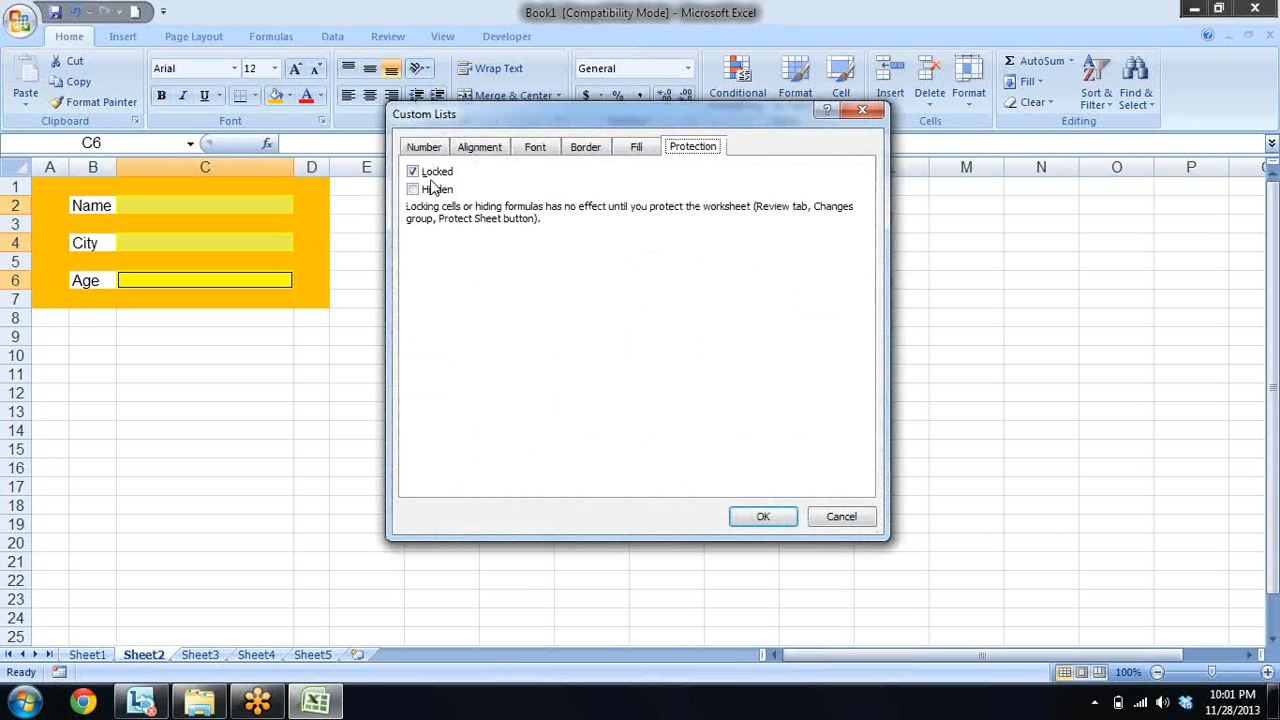 Book1 [Compatibility Mode] - Microsoft Excel
Home Insert Page Layout Formulas Data Review View Developer
Paste
Cut
Copy
Format Painter
Clipboard
Arial 12
A A
B I U A
Font
Wrap Text
Merge & Center
General
$ %
Conditional Format Cell
Insert Delete Format
Cells
AutoSum
Fill
Clear
Sort & Find &
Filter Select
Editing
C6 fx
A B C D E M N O P
1
2 Name
3
4 City
5
6 Age
7
8
9
10
11
12
13
14
15
16
17
18
19
20
21
22
23
24
25
Custom Lists
Number Alignment Font Border Fill Protection
Locked
Hidden
Locking cells or hiding formulas has no effect until you protect the worksheet (Review tab, Changes
group, Protect Sheet button).
OK Cancel
Sheet1 Sheet2 Sheet3 Sheet4 Sheet5
Ready 100%
10:01 PM
11/28/2013